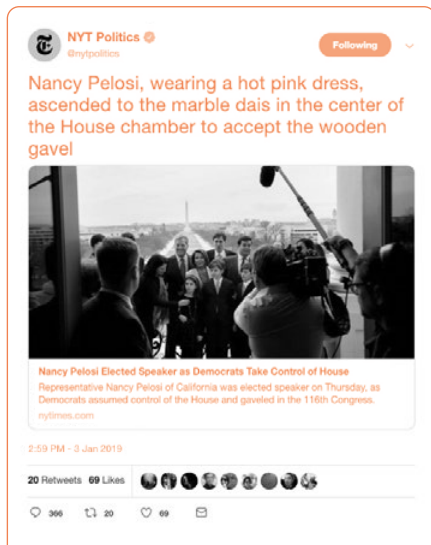 NYT Politics
@nytpolitics
Following
Nancy Pelosi, wearing a hot pink dress,
ascended to the marble dais in the center of
the House chamber to accept the wooden
gavel
Nancy Pelosi Elected Speaker as Democrats Take Control of House
Representative Nancy Pelosi of California was elected speaker on Thursday, as
Democrats assumed control of the House and gaveled in the 116th Congress.
nytimes.com
2:59 PM - 3 Jan 2019
20 Retweets 69 Likes
366 20 69